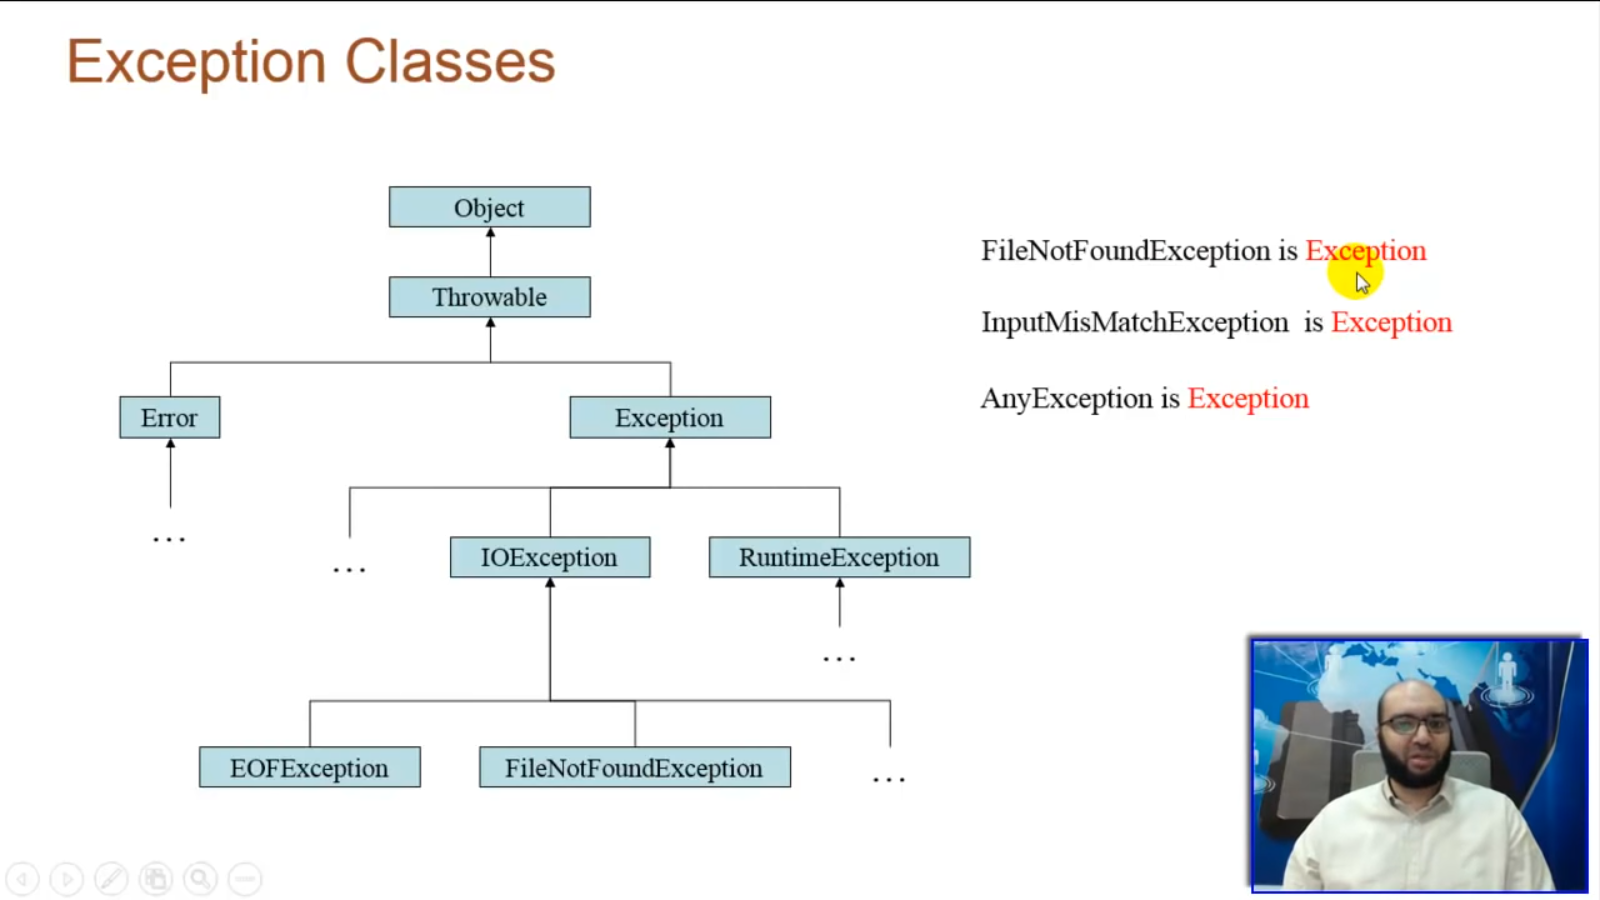 Exception Classes
Object
Throwable
Error
Exception
...
...
IOException
RuntimeException
...
EOFException
FileNotFoundException
...
FileNotFoundException is Exception
InputMisMatchException  is Exception
AnyException is Exception